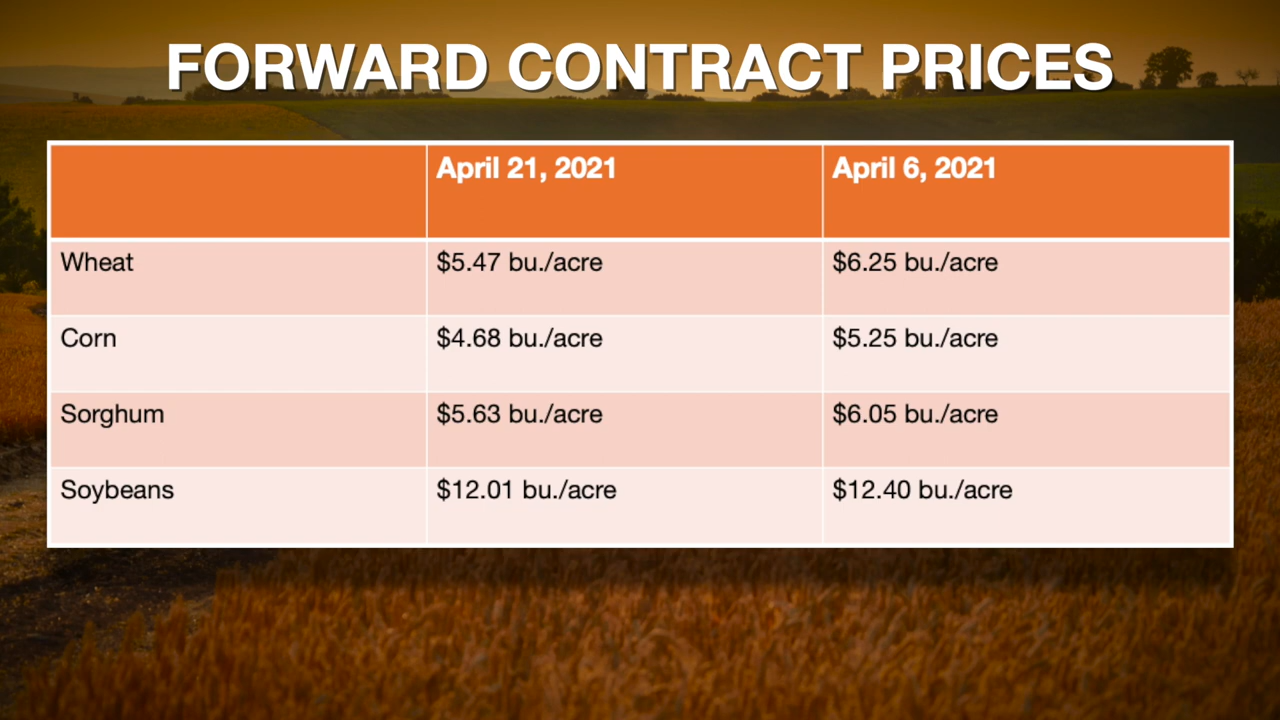 FORWARD CONTRACT PRICES
April 21, 2021 April 6, 2021
Wheat $5.47 bu./acre $6.25 bu./acre
Corn $4.68 bu./acre $5.25 bu./acre
Sorghum $5.63 bu./acre $6.05 bu./acre
Soybeans $12.01 bu./acre $12.40 bu./acre